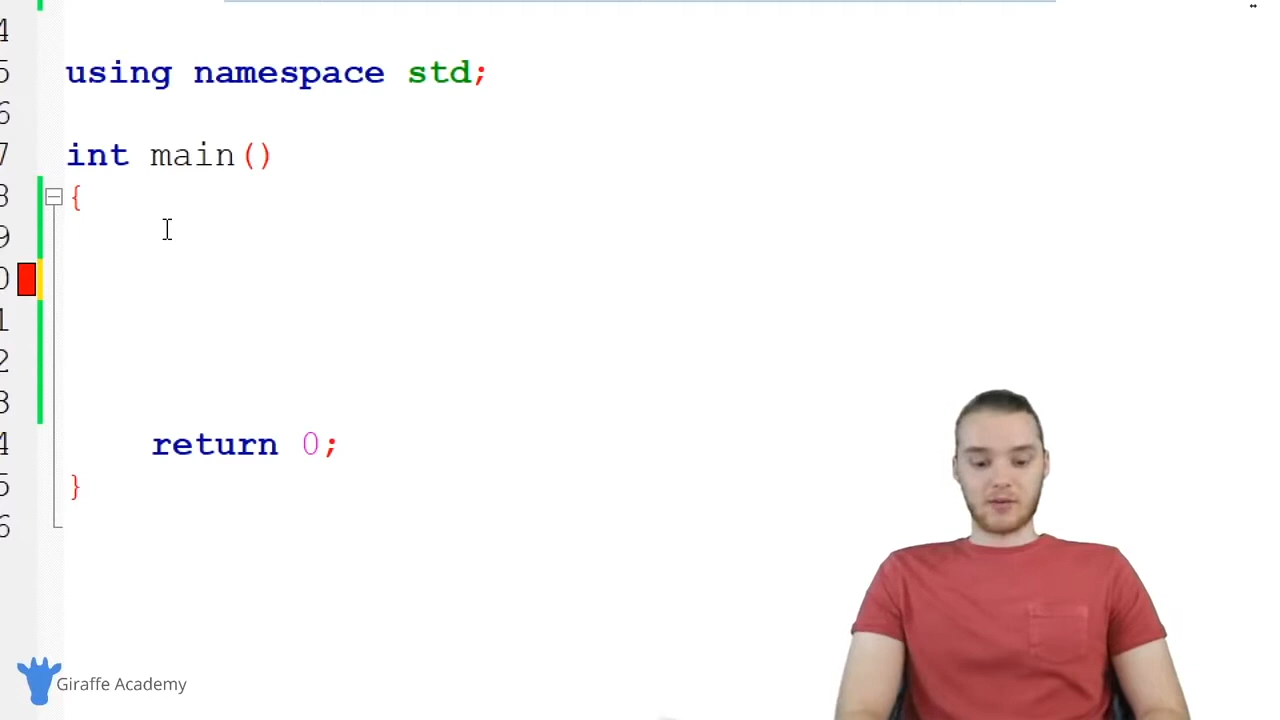 4
5 using namespace std;
6
7 int main()
8 {
9
0
1
2
3
4 return 0;
5 }
6
Giraffe Academy